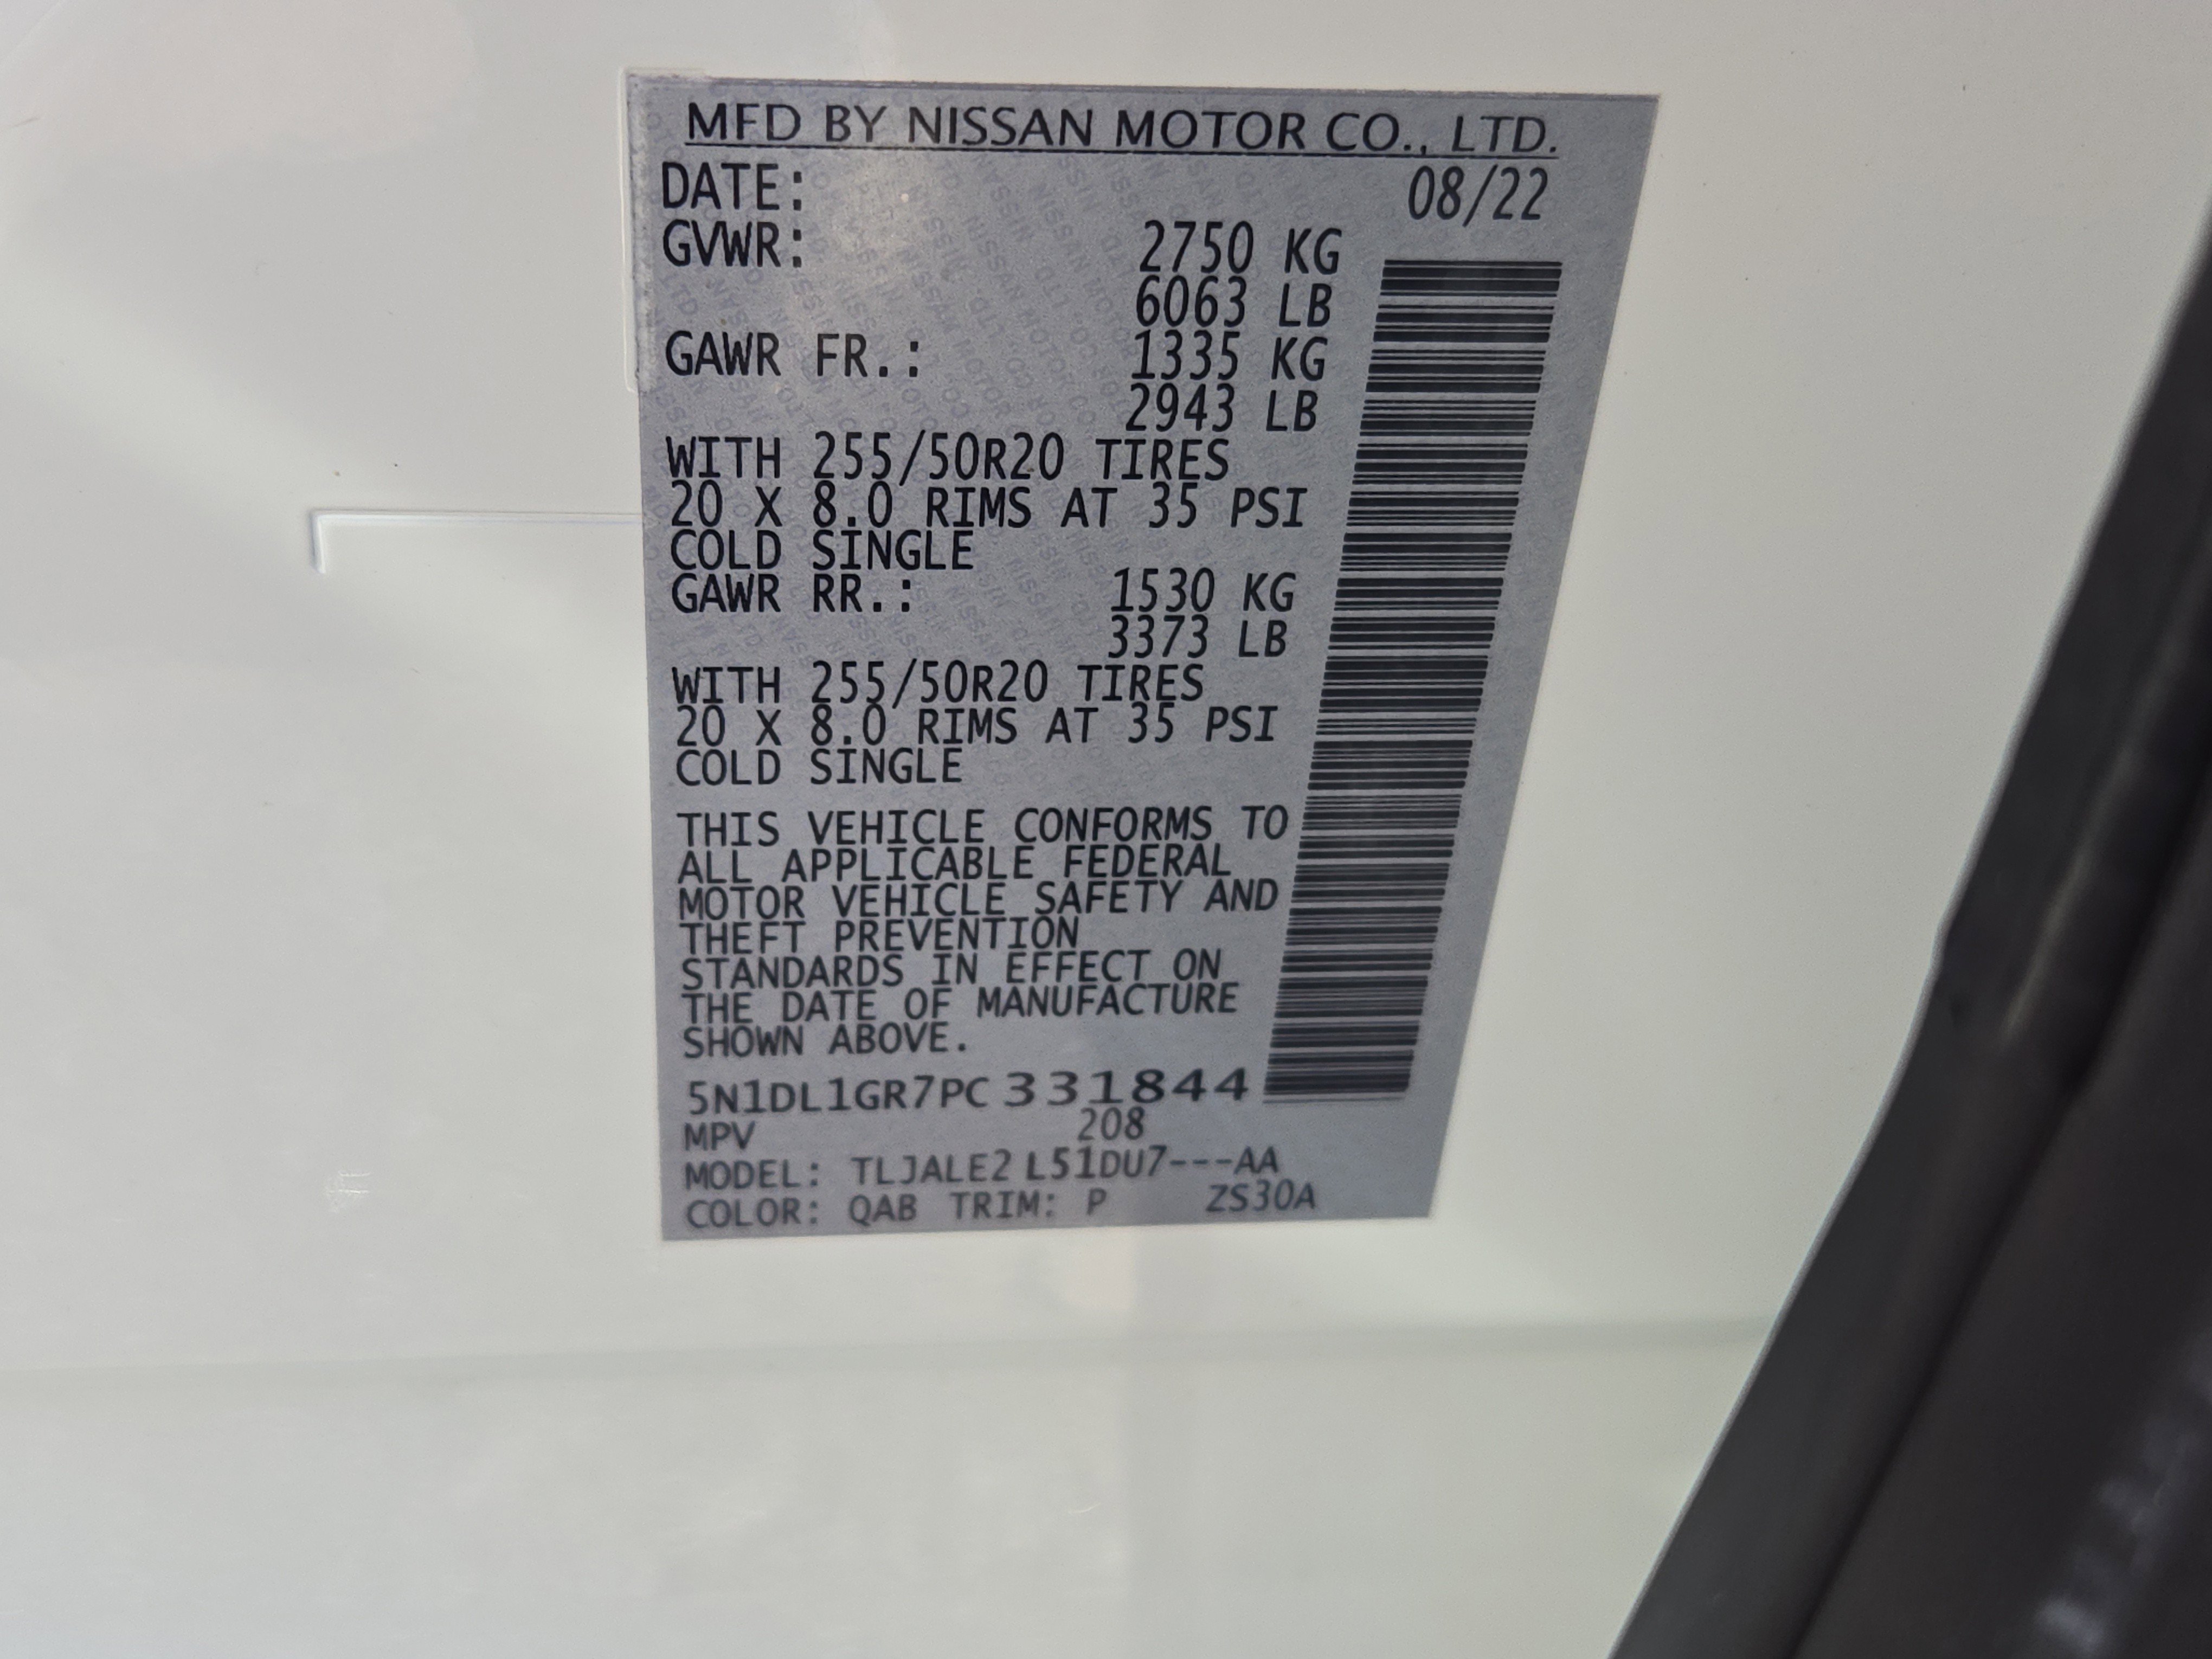 MFD BY NISSAN MOTOR CO., LTD.
DATE: 08/22
GVWR: 2750 KG
6063 LB
GAWR FR.: 1335 KG
2943 LB
WITH 255/50R20 TIRES
20 X 8.0 RIMS AT 35 PSI
COLD SINGLE
GAWR RR.: 1530 KG
3373 LB
WITH 255/50R20 TIRES
20 X 8.0 RIMS AT 35 PSI
COLD SINGLE
THIS VEHICLE CONFORMS TO
ALL APPLICABLE FEDERAL
MOTOR VEHICLE SAFETY AND
THEFT PREVENTION
STANDARDS IN EFFECT ON
THE DATE OF MANUFACTURE
SHOWN ABOVE.
5N1DL1GR7PC331844
MPV 208
MODEL: TLJALE2 L51DU7---AA
COLOR: QAB TRIM: P ZS30A